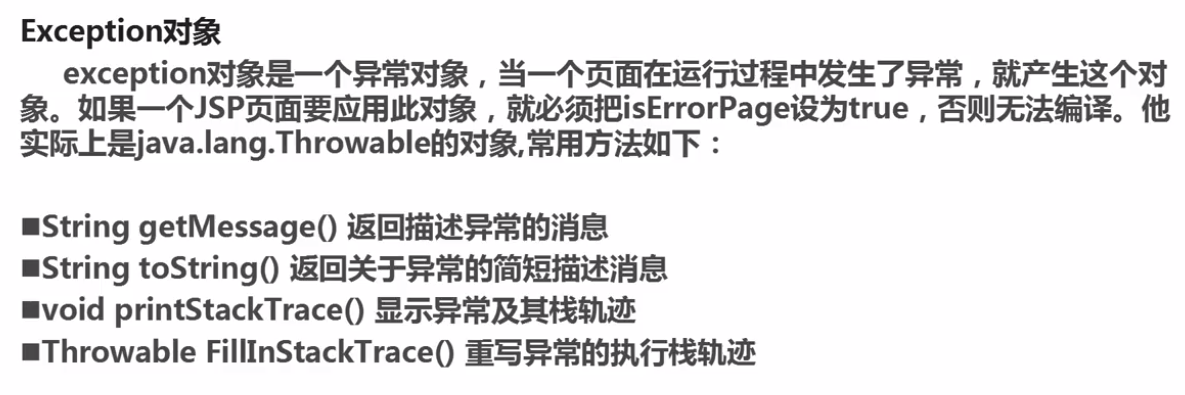 Exception对象
exception对象是一个异常对象，当一个页面在运行过程中发生了异常，就产生这个对
象。如果一个JSP页面要应用此对象，就必须把isErrorPage设为true，否则无法编译。他
实际上是java.lang.Throwable的对象,常用方法如下：
■String getMessage() 返回描述异常的消息
■String toString() 返回关于异常的简短描述消息
■void printStackTrace() 显示异常及其栈轨迹
■Throwable FillInStackTrace() 重写异常的执行栈轨迹